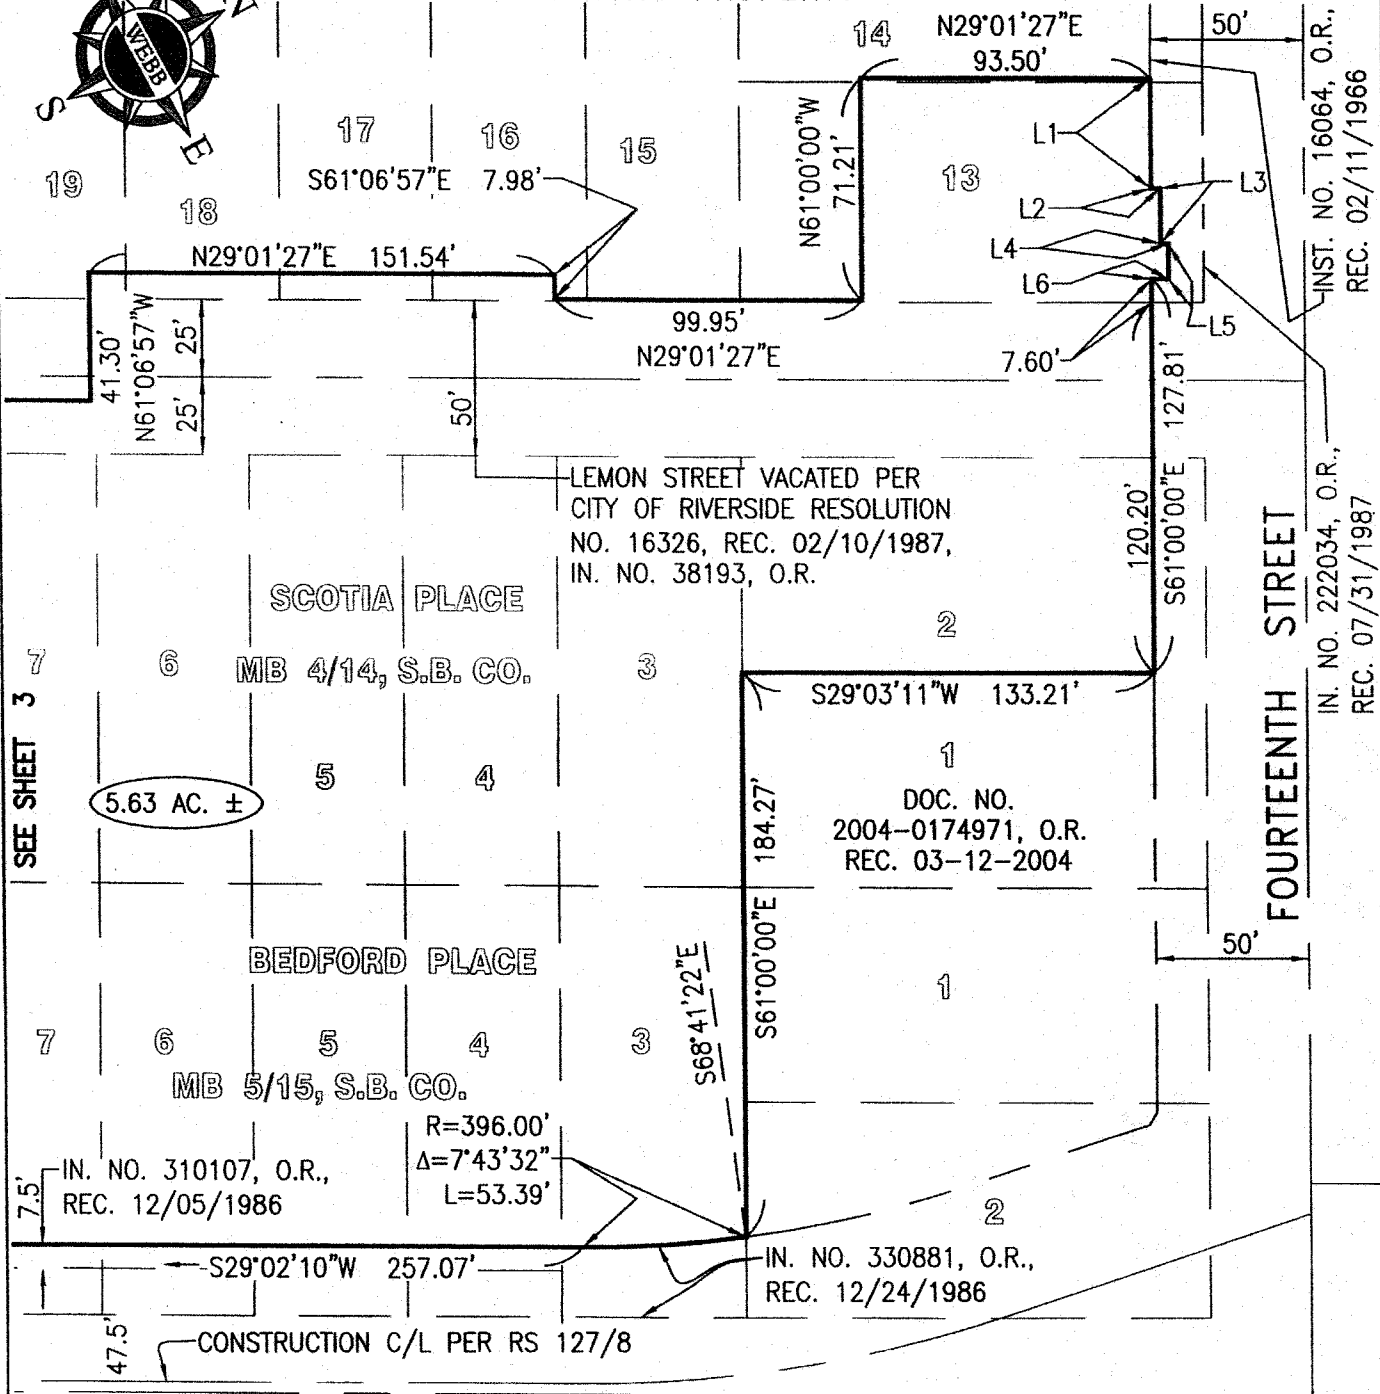 N
WEBB
S
E
14
N29°01'27"E
93.50'
50'
INST. NO. 16064, O.R.,
REC. 02/11/1966
17
16
15
19
18
S61°06'57"E 7.98'
N61°00'00"W
71.21'
13
L1
L2
L3
L4
L6
L5
N29°01'27"E 151.54'
99.95'
N29°01'27"E
7.60'
41.30'
N61°06'57"W
25'
25'
50'
127.81'
120.20'
S61°00'00"E
LEMON STREET VACATED PER
CITY OF RIVERSIDE RESOLUTION
NO. 16326, REC. 02/10/1987,
IN. NO. 38193, O.R.
IN. NO. 222034, O.R.,
REC. 07/31/1987
FOURTEENTH STREET
SCOTIA PLACE
MB 4/14, S.B. CO.
7
6
3
2
SEE SHEET 3
S29°03'11"W 133.21'
5
4
1
5.63 AC. ±
DOC. NO.
2004-0174971, O.R.
REC. 03-12-2004
S61°00'00"E 184.27'
BEDFORD PLACE
S68°41'22"E
50'
1
7
6
5
4
3
MB 5/15, S.B. CO.
R=396.00'
Δ=7°43'32"
L=53.39'
7.5'
IN. NO. 310107, O.R.,
REC. 12/05/1986
2
S29°02'10"W 257.07'
IN. NO. 330881, O.R.,
REC. 12/24/1986
47.5'
CONSTRUCTION C/L PER RS 127/8